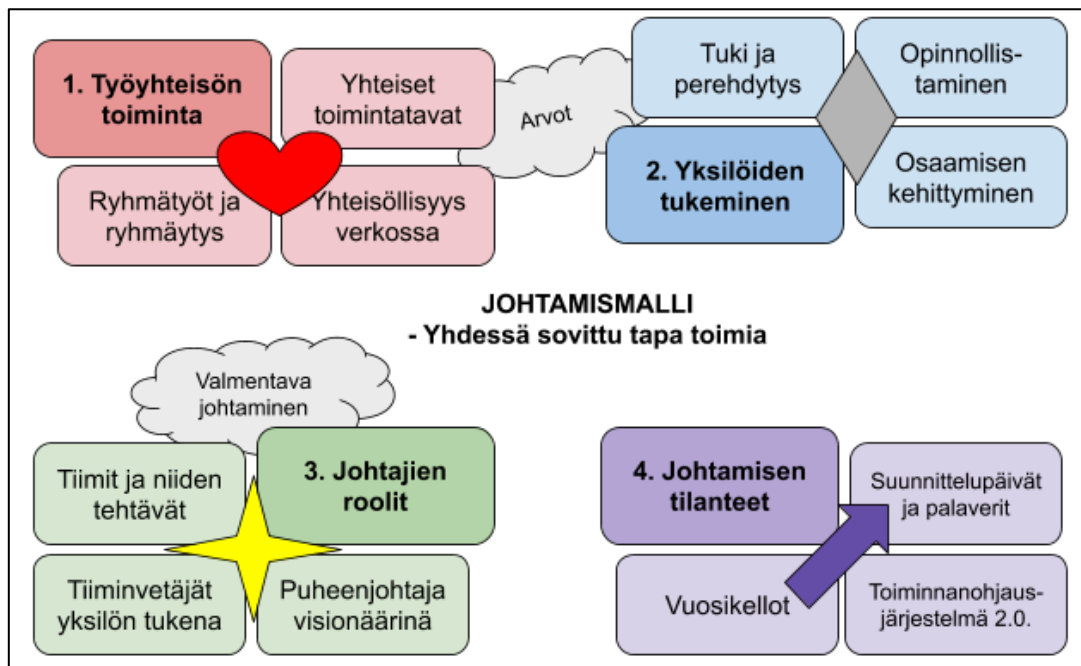 1. Työyhteisön
toiminta
Yhteiset
toimintatavat
Ryhmätyöt ja
ryhmäytys
Yhteisöllisyys
verkossa
Arvot
Tuki ja
perehdytys
Opinnollis-
taminen
2. Yksilöiden
tukeminen
Osaamisen
kehittyminen
JOHTAMISMALLI
- Yhdessä sovittu tapa toimia
Valmentava
johtaminen
Tiimit ja niiden
tehtävät
3. Johtajien
roolit
Tiiminvetäjät
yksilön tukena
Puheenjohtaja
visionäärinä
4. Johtamisen
tilanteet
Suunnittelupäivät
ja palaverit
Vuosikellot
Toiminnanohjaus-
järjestelmä 2.0.